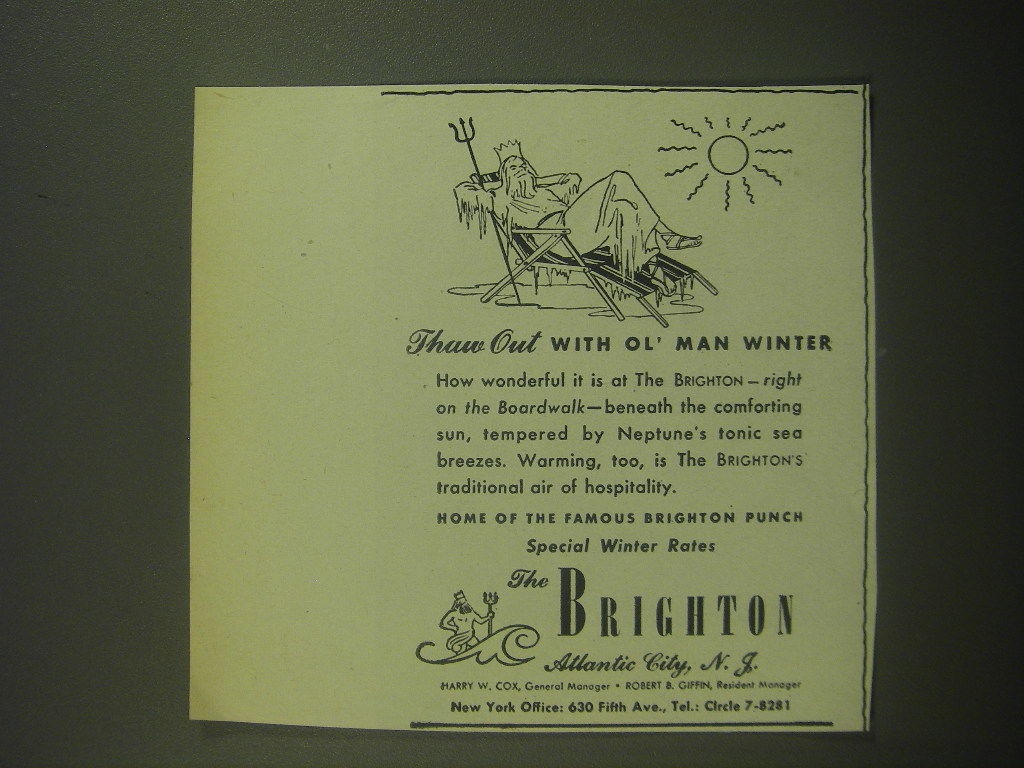 Thaw Out WITH OL' MAN WINTER
How wonderful it is at The BRIGHTON — right
on the Boardwalk—beneath the comforting
sun, tempered by Neptune's tonic sea
breezes. Warming, too, is The BRIGHTON'S
traditional air of hospitality.
HOME OF THE FAMOUS BRIGHTON PUNCH
Special Winter Rates
The BRIGHTON
Atlantic City, N. J.
HARRY W. COX, General Manager • ROBERT B. GIFFIN, Resident Manager
New York Office: 630 Fifth Ave., Tel.: CIrcle 7-8281